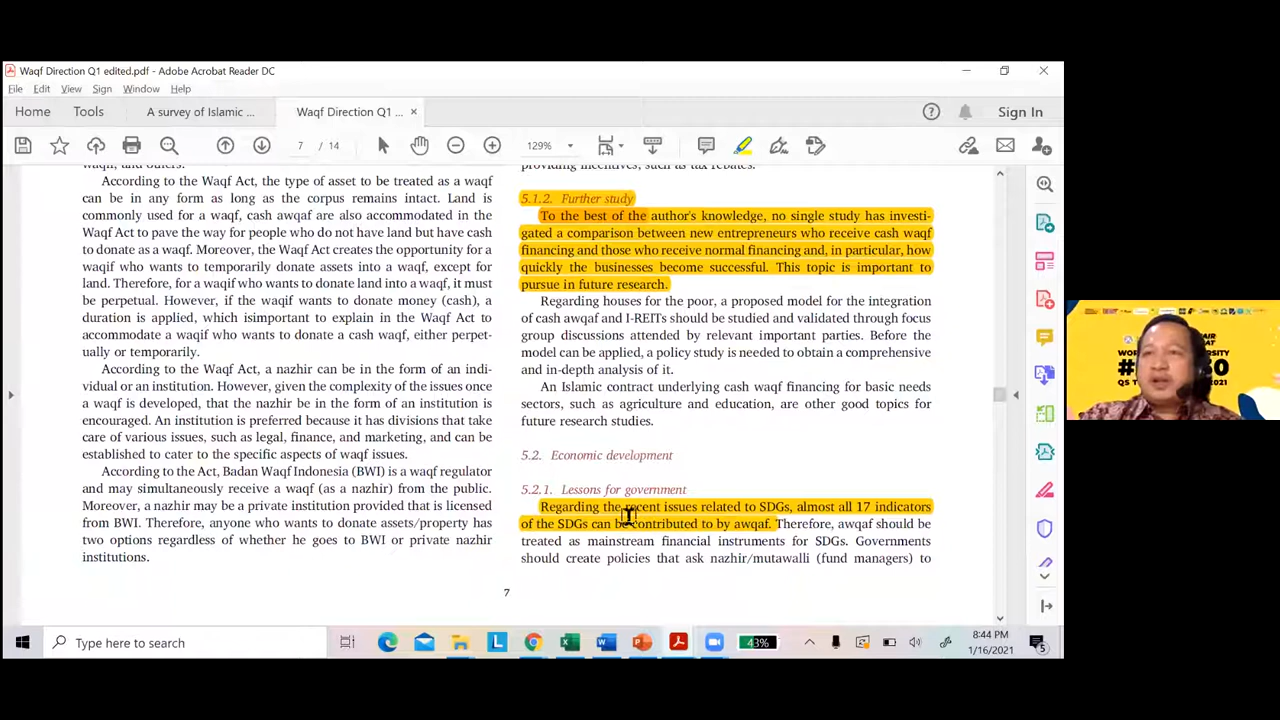 Waqf Direction Q1 edited.pdf - Adobe Acrobat Reader DC
File Edit View Sign Window Help
Home Tools A survey of Islamic ... Waqf Direction Q1 ... × Sign In
7 / 14 129%
According to the Waqf Act, the type of asset to be treated as a waqf
can be in any form as long as the corpus remains intact. Land is
commonly used for a waqf, cash awqaf are also accommodated in the
Waqf Act to pave the way for people who do not have land but have cash
to donate as a waqf. Moreover, the Waqf Act creates the opportunity for a
waqif who wants to temporarily donate assets into a waqf, except for
land. Therefore, for a waqif who wants to donate land into a waqf, it must
be perpetual. However, if the waqif wants to donate money (cash), a
duration is applied, which isimportant to explain in the Waqf Act to
accommodate a waqif who wants to donate a cash waqf, either perpet-
ually or temporarily.
According to the Waqf Act, a nazhir can be in the form of an indi-
vidual or an institution. However, given the complexity of the issues once
a waqf is developed, that the nazhir be in the form of an institution is
encouraged. An institution is preferred because it has divisions that take
care of various issues, such as legal, finance, and marketing, and can be
established to cater to the specific aspects of waqf issues.
According to the Act, Badan Waqf Indonesia (BWI) is a waqf regulator
and may simultaneously receive a waqf (as a nazhir) from the public.
Moreover, a nazhir may be a private institution provided that is licensed
from BWI. Therefore, anyone who wants to donate assets/property has
two options regardless of whether he goes to BWI or private nazhir
institutions.
providing incentives, such as tax rebates.
5.1.2. Further study
To the best of the author's knowledge, no single study has investi-
gated a comparison between new entrepreneurs who receive cash waqf
financing and those who receive normal financing and, in particular, how
quickly the businesses become successful. This topic is important to
pursue in future research.
Regarding houses for the poor, a proposed model for the integration
of cash awqaf and I-REITs should be studied and validated through focus
group discussions attended by relevant important parties. Before the
model can be applied, a policy study is needed to obtain a comprehensive
and in-depth analysis of it.
An Islamic contract underlying cash waqf financing for basic needs
sectors, such as agriculture and education, are other good topics for
future research studies.
5.2. Economic development
5.2.1. Lessons for government
Regarding the recent issues related to SDGs, almost all 17 indicators
of the SDGs can be contributed to by awqaf. Therefore, awqaf should be
treated as mainstream financial instruments for SDGs. Governments
should create policies that ask nazhir/mutawalli (fund managers) to
7
Type here to search
43%
8:44 PM
1/16/2021
5